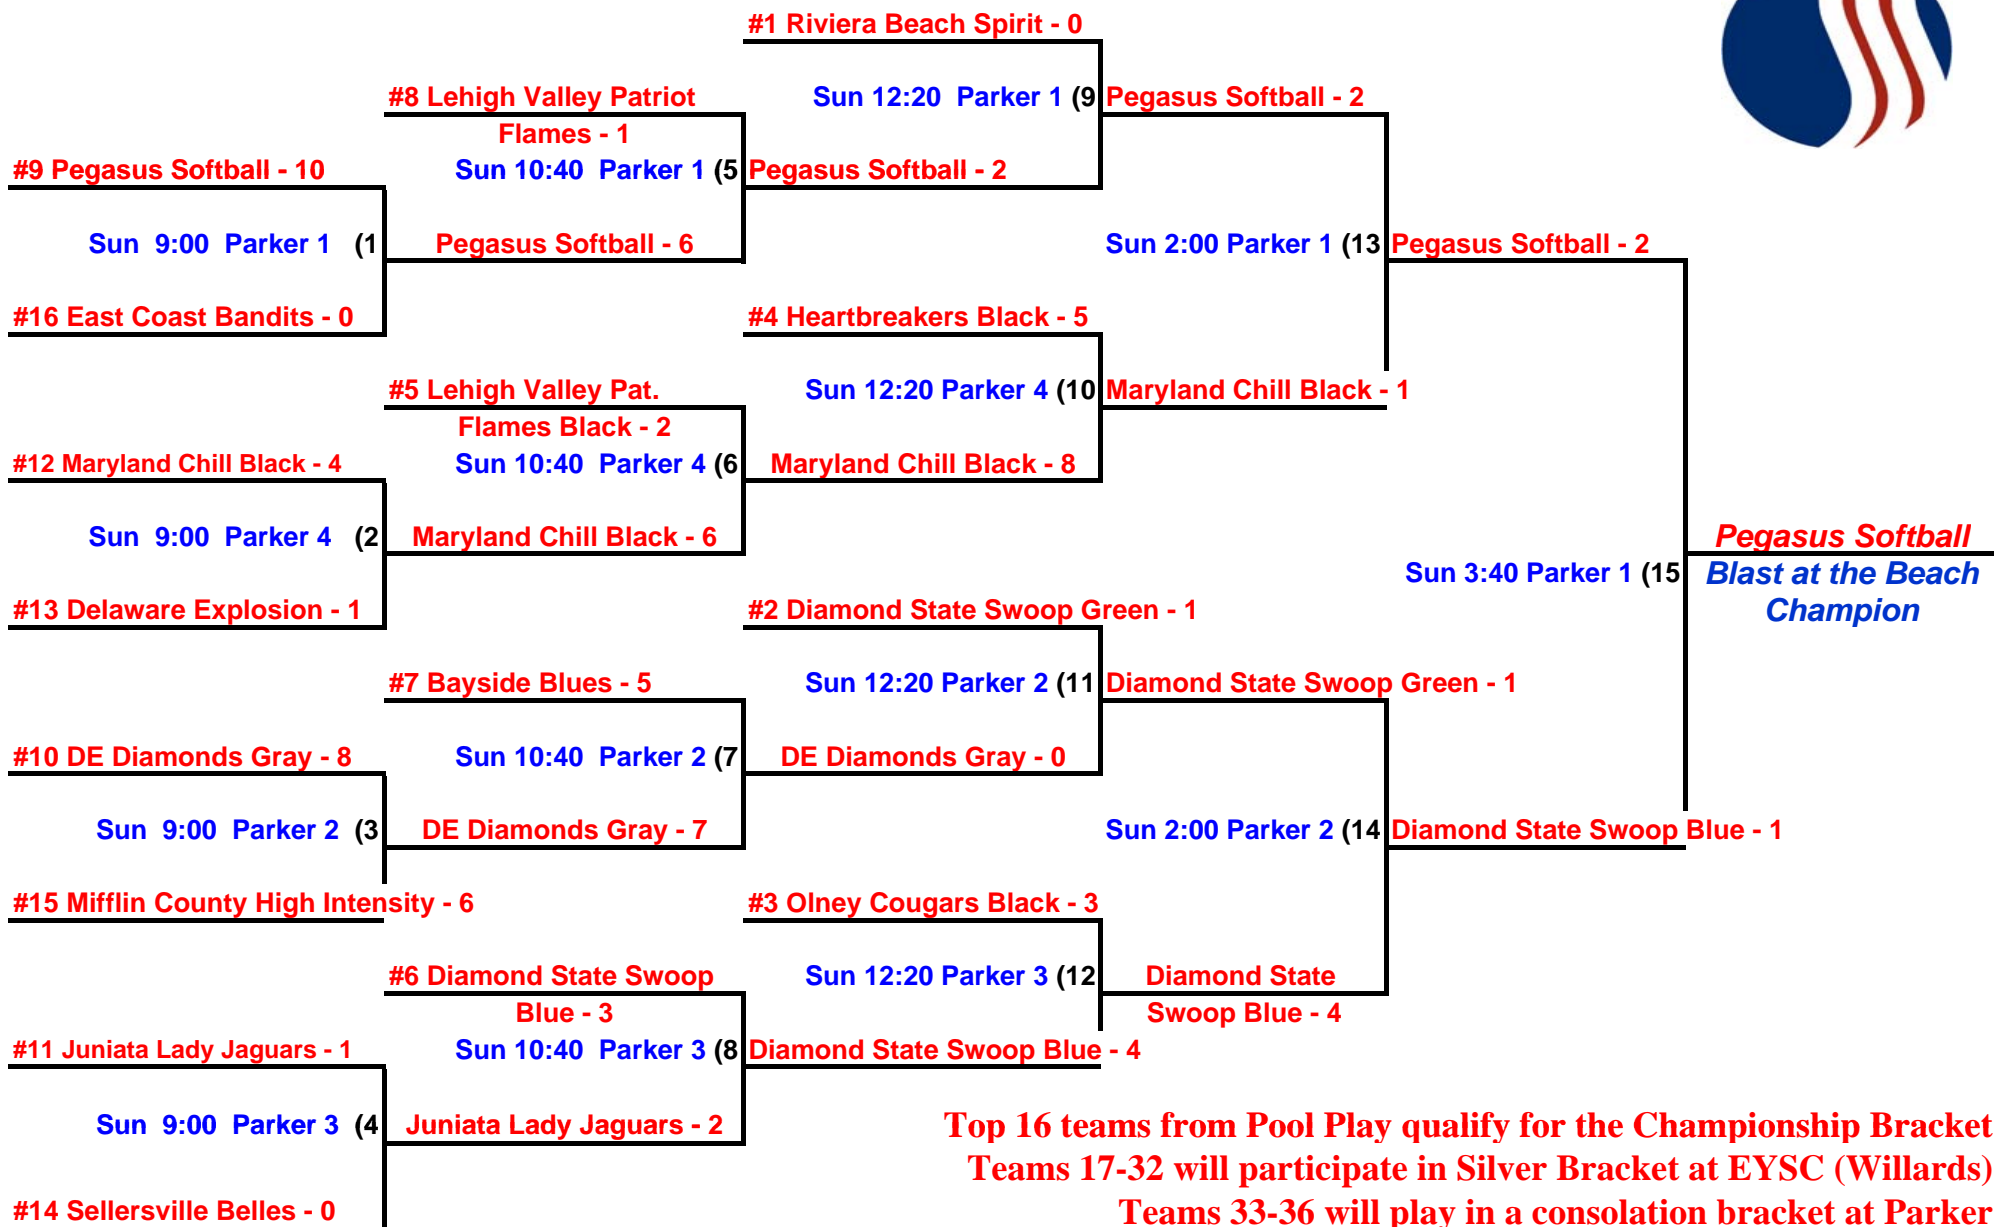 #1 Riviera Beach Spirit - 0
#8 Lehigh Valley Patriot
Sun 12:20 Parker 1 (9
Pegasus Softball - 2
Flames - 1
#9 Pegasus Softball - 10
Sun 10:40 Parker 1 (5
Pegasus Softball - 2
Sun 9:00 Parker 1 (1
Pegasus Softball - 6
Sun 2:00 Parker 1 (13
Pegasus Softball - 2
#16 East Coast Bandits - 0
#4 Heartbreakers Black - 5
#5 Lehigh Valley Pat.
Sun 12:20 Parker 4 (10
Maryland Chill Black - 1
Flames Black - 2
#12 Maryland Chill Black - 4
Sun 10:40 Parker 4 (6
Maryland Chill Black - 8
Sun 9:00 Parker 4 (2
Maryland Chill Black - 6
Pegasus Softball
Sun 3:40 Parker 1 (15
Blast at the Beach
Champion
#13 Delaware Explosion - 1
#2 Diamond State Swoop Green - 1
#7 Bayside Blues - 5
Sun 12:20 Parker 2 (11
Diamond State Swoop Green - 1
#10 DE Diamonds Gray - 8
Sun 10:40 Parker 2 (7
DE Diamonds Gray - 0
Sun 9:00 Parker 2 (3
DE Diamonds Gray - 7
Sun 2:00 Parker 2 (14
Diamond State Swoop Blue - 1
#15 Mifflin County High Intensity - 6
#3 Olney Cougars Black - 3
#6 Diamond State Swoop
Sun 12:20 Parker 3 (12
Diamond State
Blue - 3
Swoop Blue - 4
#11 Juniata Lady Jaguars - 1
Sun 10:40 Parker 3 (8
Diamond State Swoop Blue - 4
Sun 9:00 Parker 3 (4
Juniata Lady Jaguars - 2
Top 16 teams from Pool Play qualify for the Championship Bracket
Teams 17-32 will participate in Silver Bracket at EYSC (Willards)
#14 Sellersville Belles - 0
Teams 33-36 will play in a consolation bracket at Parker